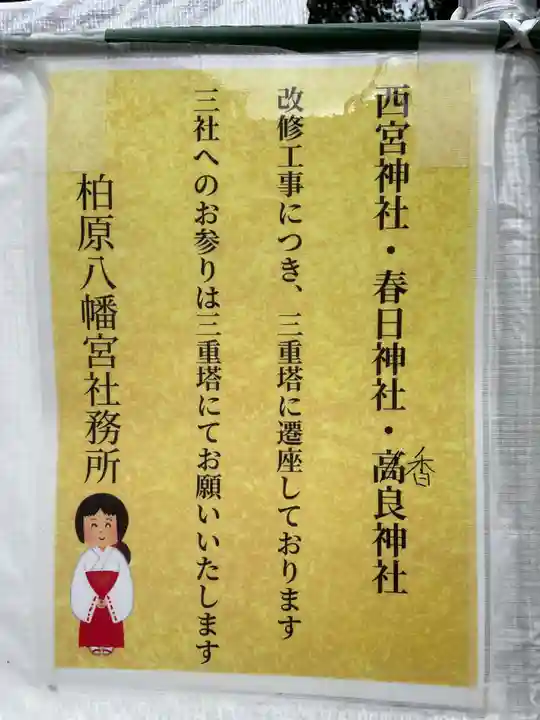 西宮神社・春日神社・高良神社
香
改修工事につき、三重塔に遷座しております
三社へのお参りは三重塔にてお願いいたします
柏原八幡宮社務所